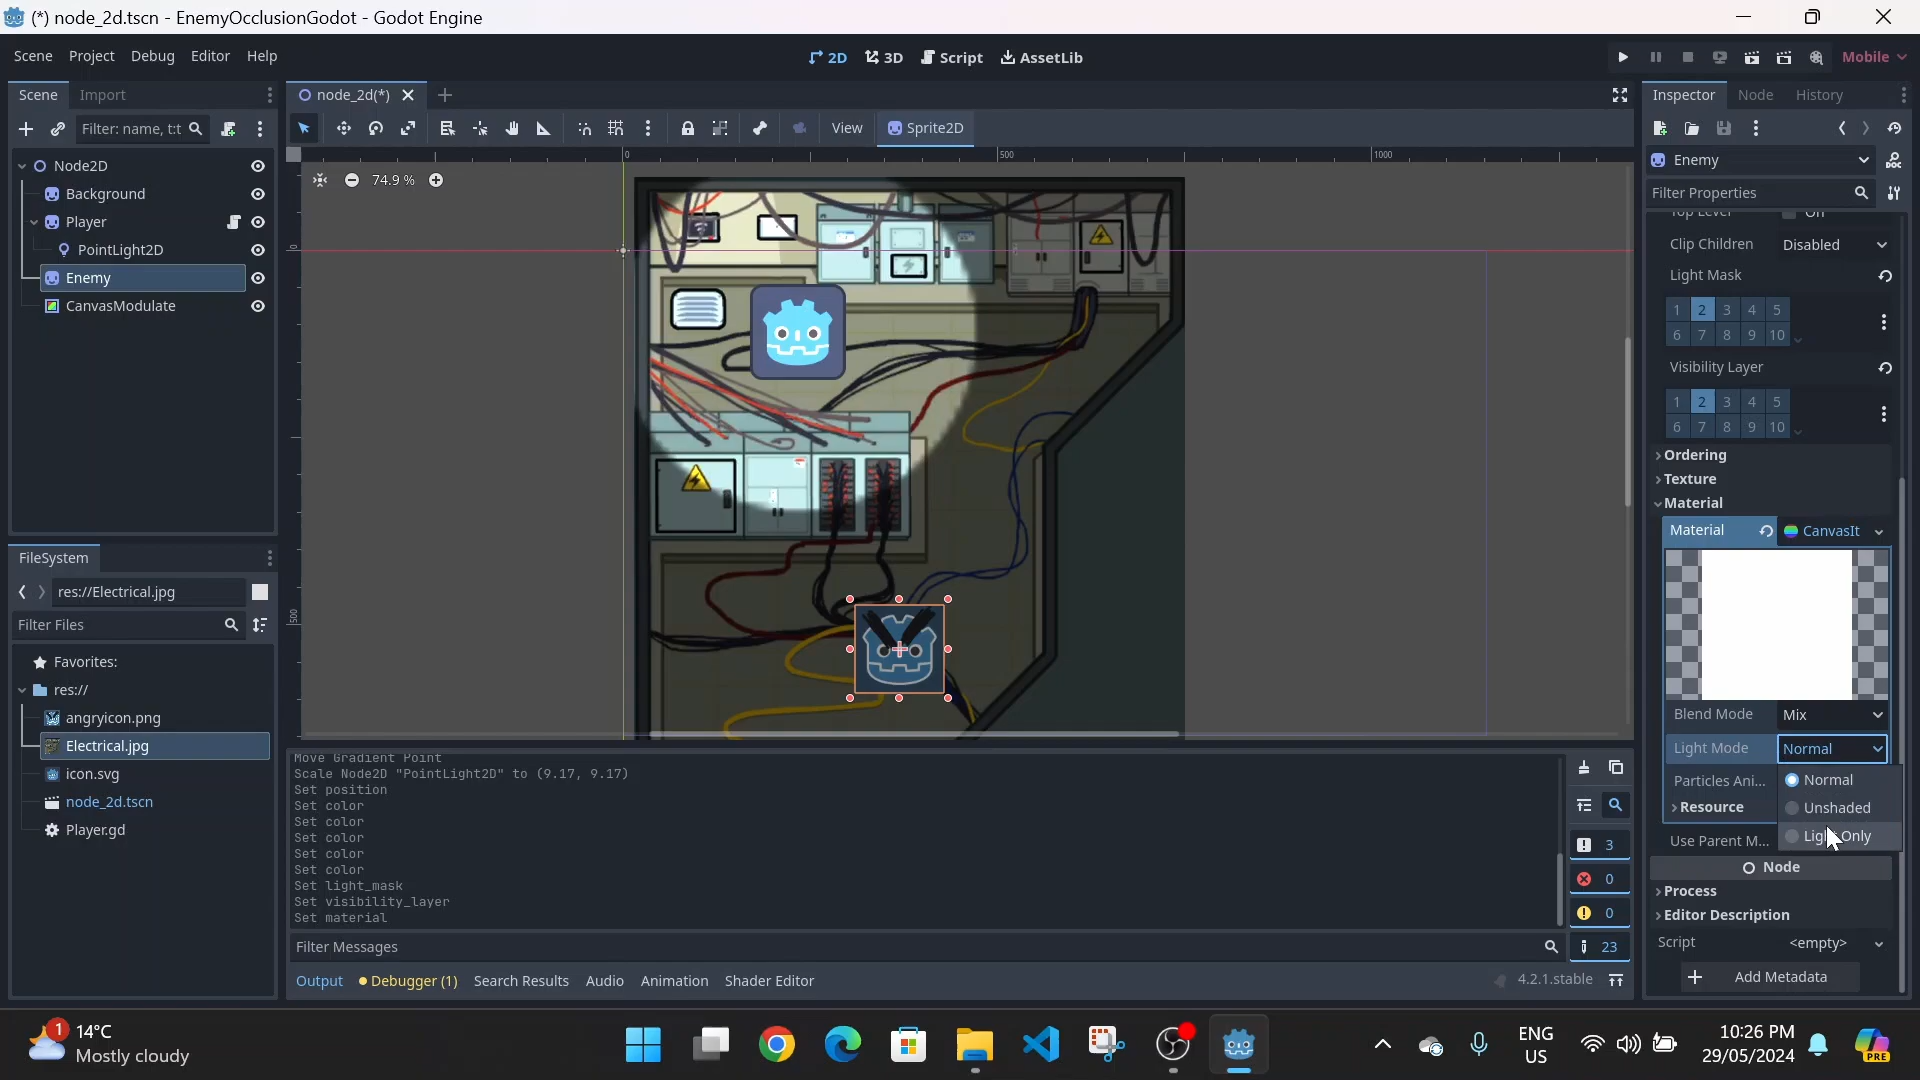 (*) node_2d.tscn - EnemyOcclusionGodot - Godot Engine
Scene Project Debug Editor Help
2D 3D Script AssetLib
Mobile
Scene Import
Filter: name, t:t
Node2D
Background
Player
PointLight2D
Enemy
CanvasModulate
FileSystem
res://Electrical.jpg
Filter Files
Favorites:
res://
angryicon.png
Electrical.jpg
icon.svg
node_2d.tscn
Player.gd
node_2d(*)
View Sprite2D
0 500 1000
74.9 %
0
500
Move Gradient Point
Scale Node2D "PointLight2D" to (9.17, 9.17)
Set position
Set color
Set color
Set color
Set color
Set color
Set light_mask
Set visibility_layer
Set material
Filter Messages
3
0
0
23
Output Debugger (1) Search Results Audio Animation Shader Editor
4.2.1.stable
Inspector Node History
Enemy
Filter Properties
Top Level On
Clip Children Disabled
Light Mask
1 2 3 4 5
6 7 8 9 10
Visibility Layer
1 2 3 4 5
6 7 8 9 10
Ordering
Texture
Material
Material CanvasIt
Blend Mode Mix
Light Mode Normal
Particles Ani...
Normal
Resource
Unshaded
Light Only
Use Parent M...
Node
Process
Editor Description
Script <empty>
Add Metadata
1
14°C
Mostly cloudy
ENG
US
10:26 PM
29/05/2024
PRE